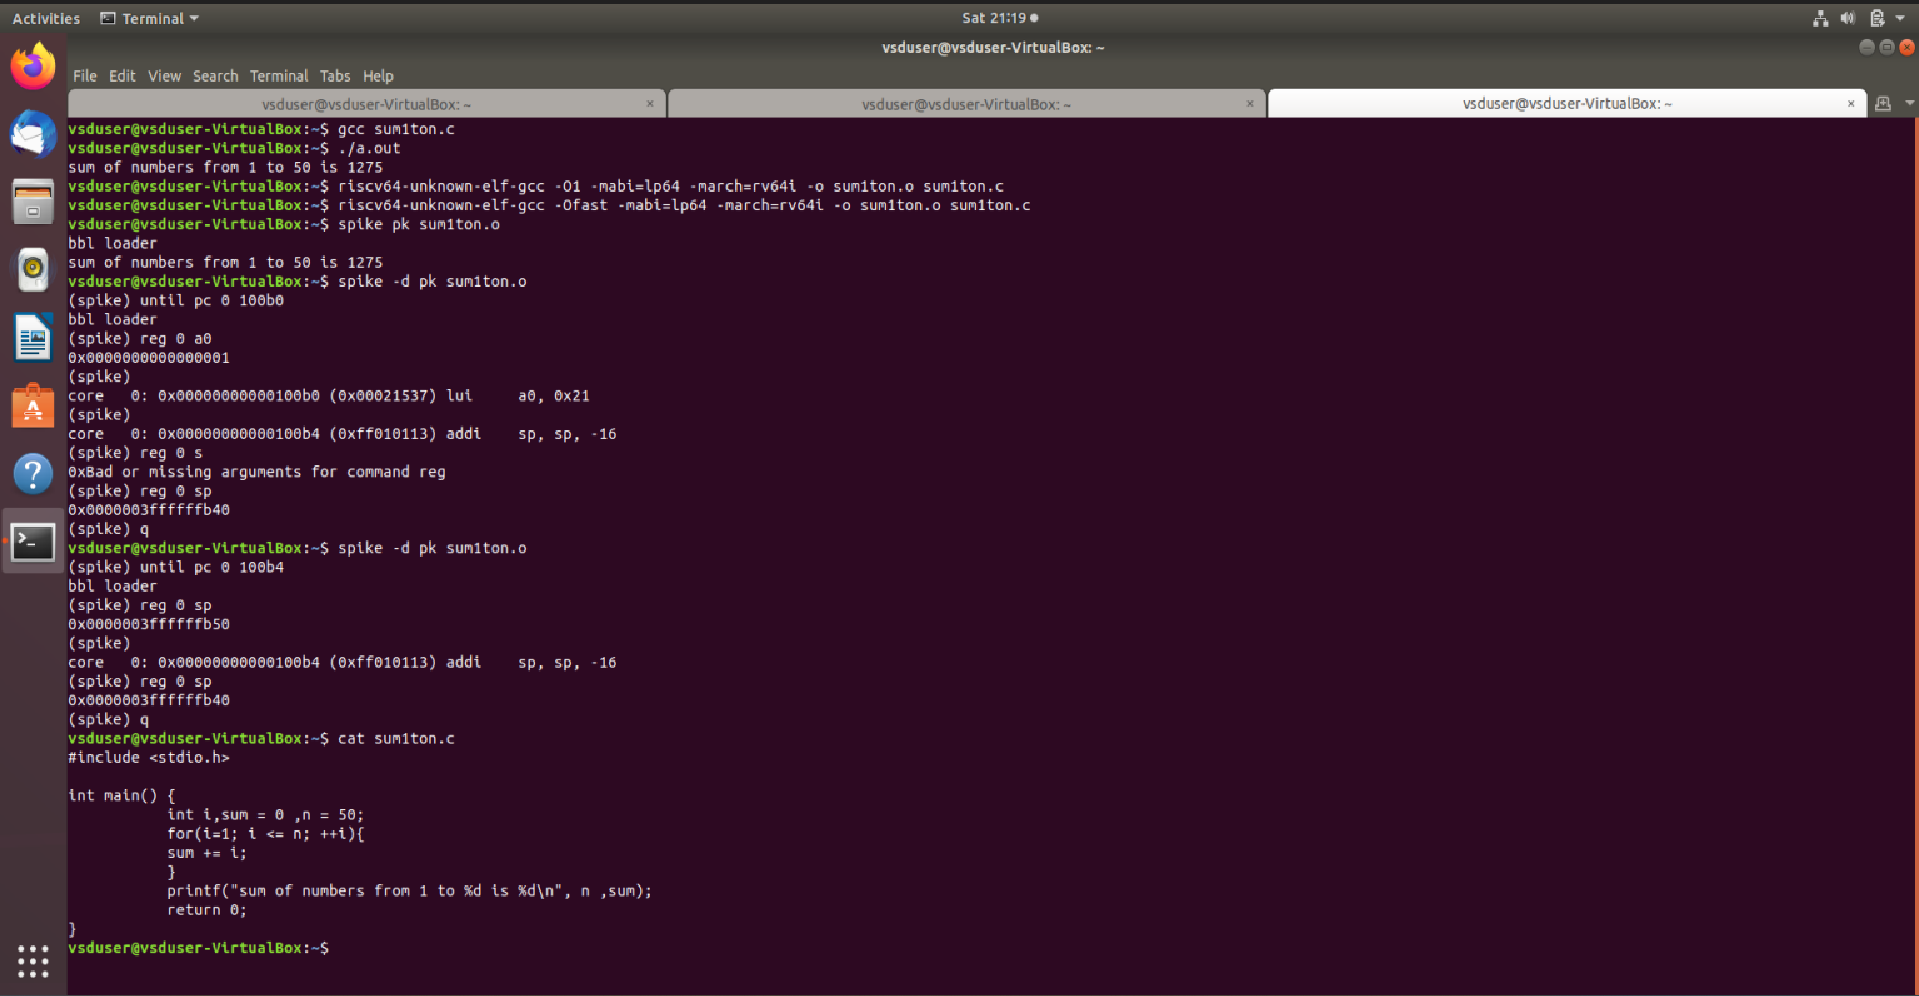 Activities Terminal Sat 21:19
vsduser@vsduser-VirtualBox: ~
File Edit View Search Terminal Tabs Help
vsduser@vsduser-VirtualBox: ~ × vsduser@vsduser-VirtualBox: ~ × vsduser@vsduser-VirtualBox: ~ ×
vsduser@vsduser-VirtualBox:~$ gcc sum1ton.c
vsduser@vsduser-VirtualBox:~$ ./a.out
sum of numbers from 1 to 50 is 1275
vsduser@vsduser-VirtualBox:~$ riscv64-unknown-elf-gcc -O1 -mabi=lp64 -march=rv64i -o sum1ton.o sum1ton.c
vsduser@vsduser-VirtualBox:~$ riscv64-unknown-elf-gcc -Ofast -mabi=lp64 -march=rv64i -o sum1ton.o sum1ton.c
vsduser@vsduser-VirtualBox:~$ spike pk sum1ton.o
bbl loader
sum of numbers from 1 to 50 is 1275
vsduser@vsduser-VirtualBox:~$ spike -d pk sum1ton.o
(spike) until pc 0 100b0
bbl loader
(spike) reg 0 a0
0x0000000000000001
(spike)
core   0: 0x00000000000100b0 (0x00021537) lui     a0, 0x21
(spike)
core   0: 0x00000000000100b4 (0xff010113) addi    sp, sp, -16
(spike) reg 0 s
0xBad or missing arguments for command reg
(spike) reg 0 sp
0x0000003ffffffb40
(spike) q
vsduser@vsduser-VirtualBox:~$ spike -d pk sum1ton.o
(spike) until pc 0 100b4
bbl loader
(spike) reg 0 sp
0x0000003ffffffb50
(spike)
core   0: 0x00000000000100b4 (0xff010113) addi    sp, sp, -16
(spike) reg 0 sp
0x0000003ffffffb40
(spike) q
vsduser@vsduser-VirtualBox:~$ cat sum1ton.c
#include <stdio.h>
int main() {
int i,sum = 0 ,n = 50;
for(i=1; i <= n; ++i){
sum += i;
}
printf("sum of numbers from 1 to %d is %d\n", n ,sum);
return 0;
}
vsduser@vsduser-VirtualBox:~$